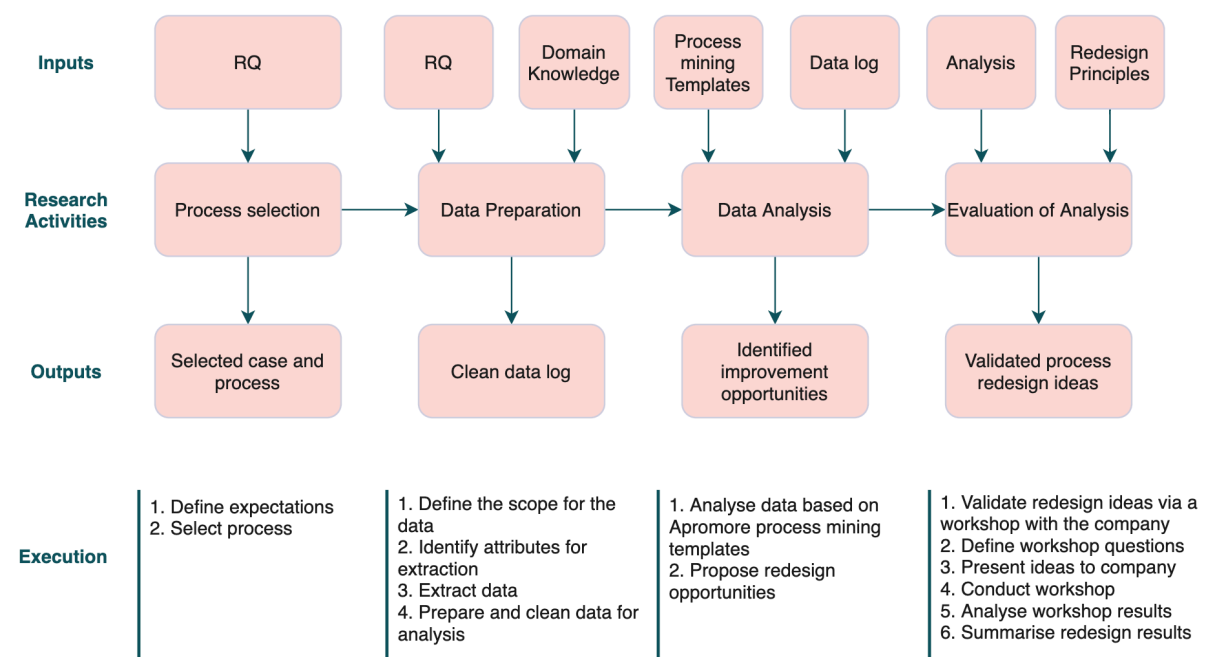 Inputs
RQ
RQ
Domain
Knowledge
Process
mining
Templates
Data log
Analysis
Redesign
Principles
Research
Activities
Process selection
Data Preparation
Data Analysis
Evaluation of Analysis
Outputs
Selected case and
process
Clean data log
Identified
improvement
opportunities
Validated process
redesign ideas
Execution
1. Define expectations
2. Select process
1. Define the scope for the
data
2. Identify attributes for
extraction
3. Extract data
4. Prepare and clean data for
analysis
1. Analyse data based on
Apromore process mining
templates
2. Propose redesign
opportunities
1. Validate redesign ideas via a
workshop with the company
2. Define workshop questions
3. Present ideas to company
4. Conduct workshop
5. Analyse workshop results
6. Summarise redesign results